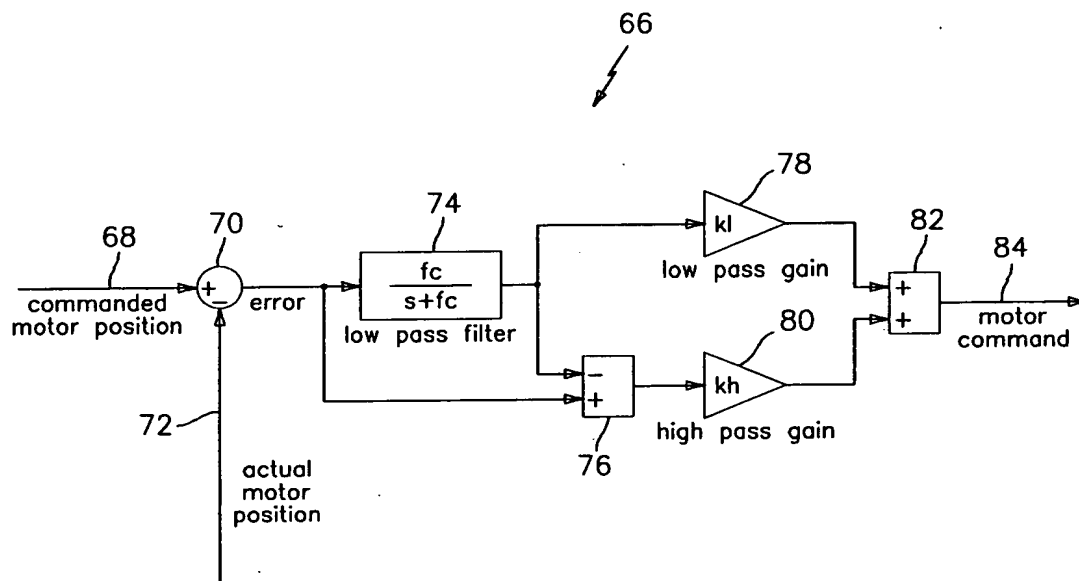 66
78
74
82
70
kl
84
68
fc
+
low pass gain
+
commanded
−
error
s+fc
80
+
motor
motor position
low pass filter
command
−
kh
72
+
76
high pass gain
actual
motor
position